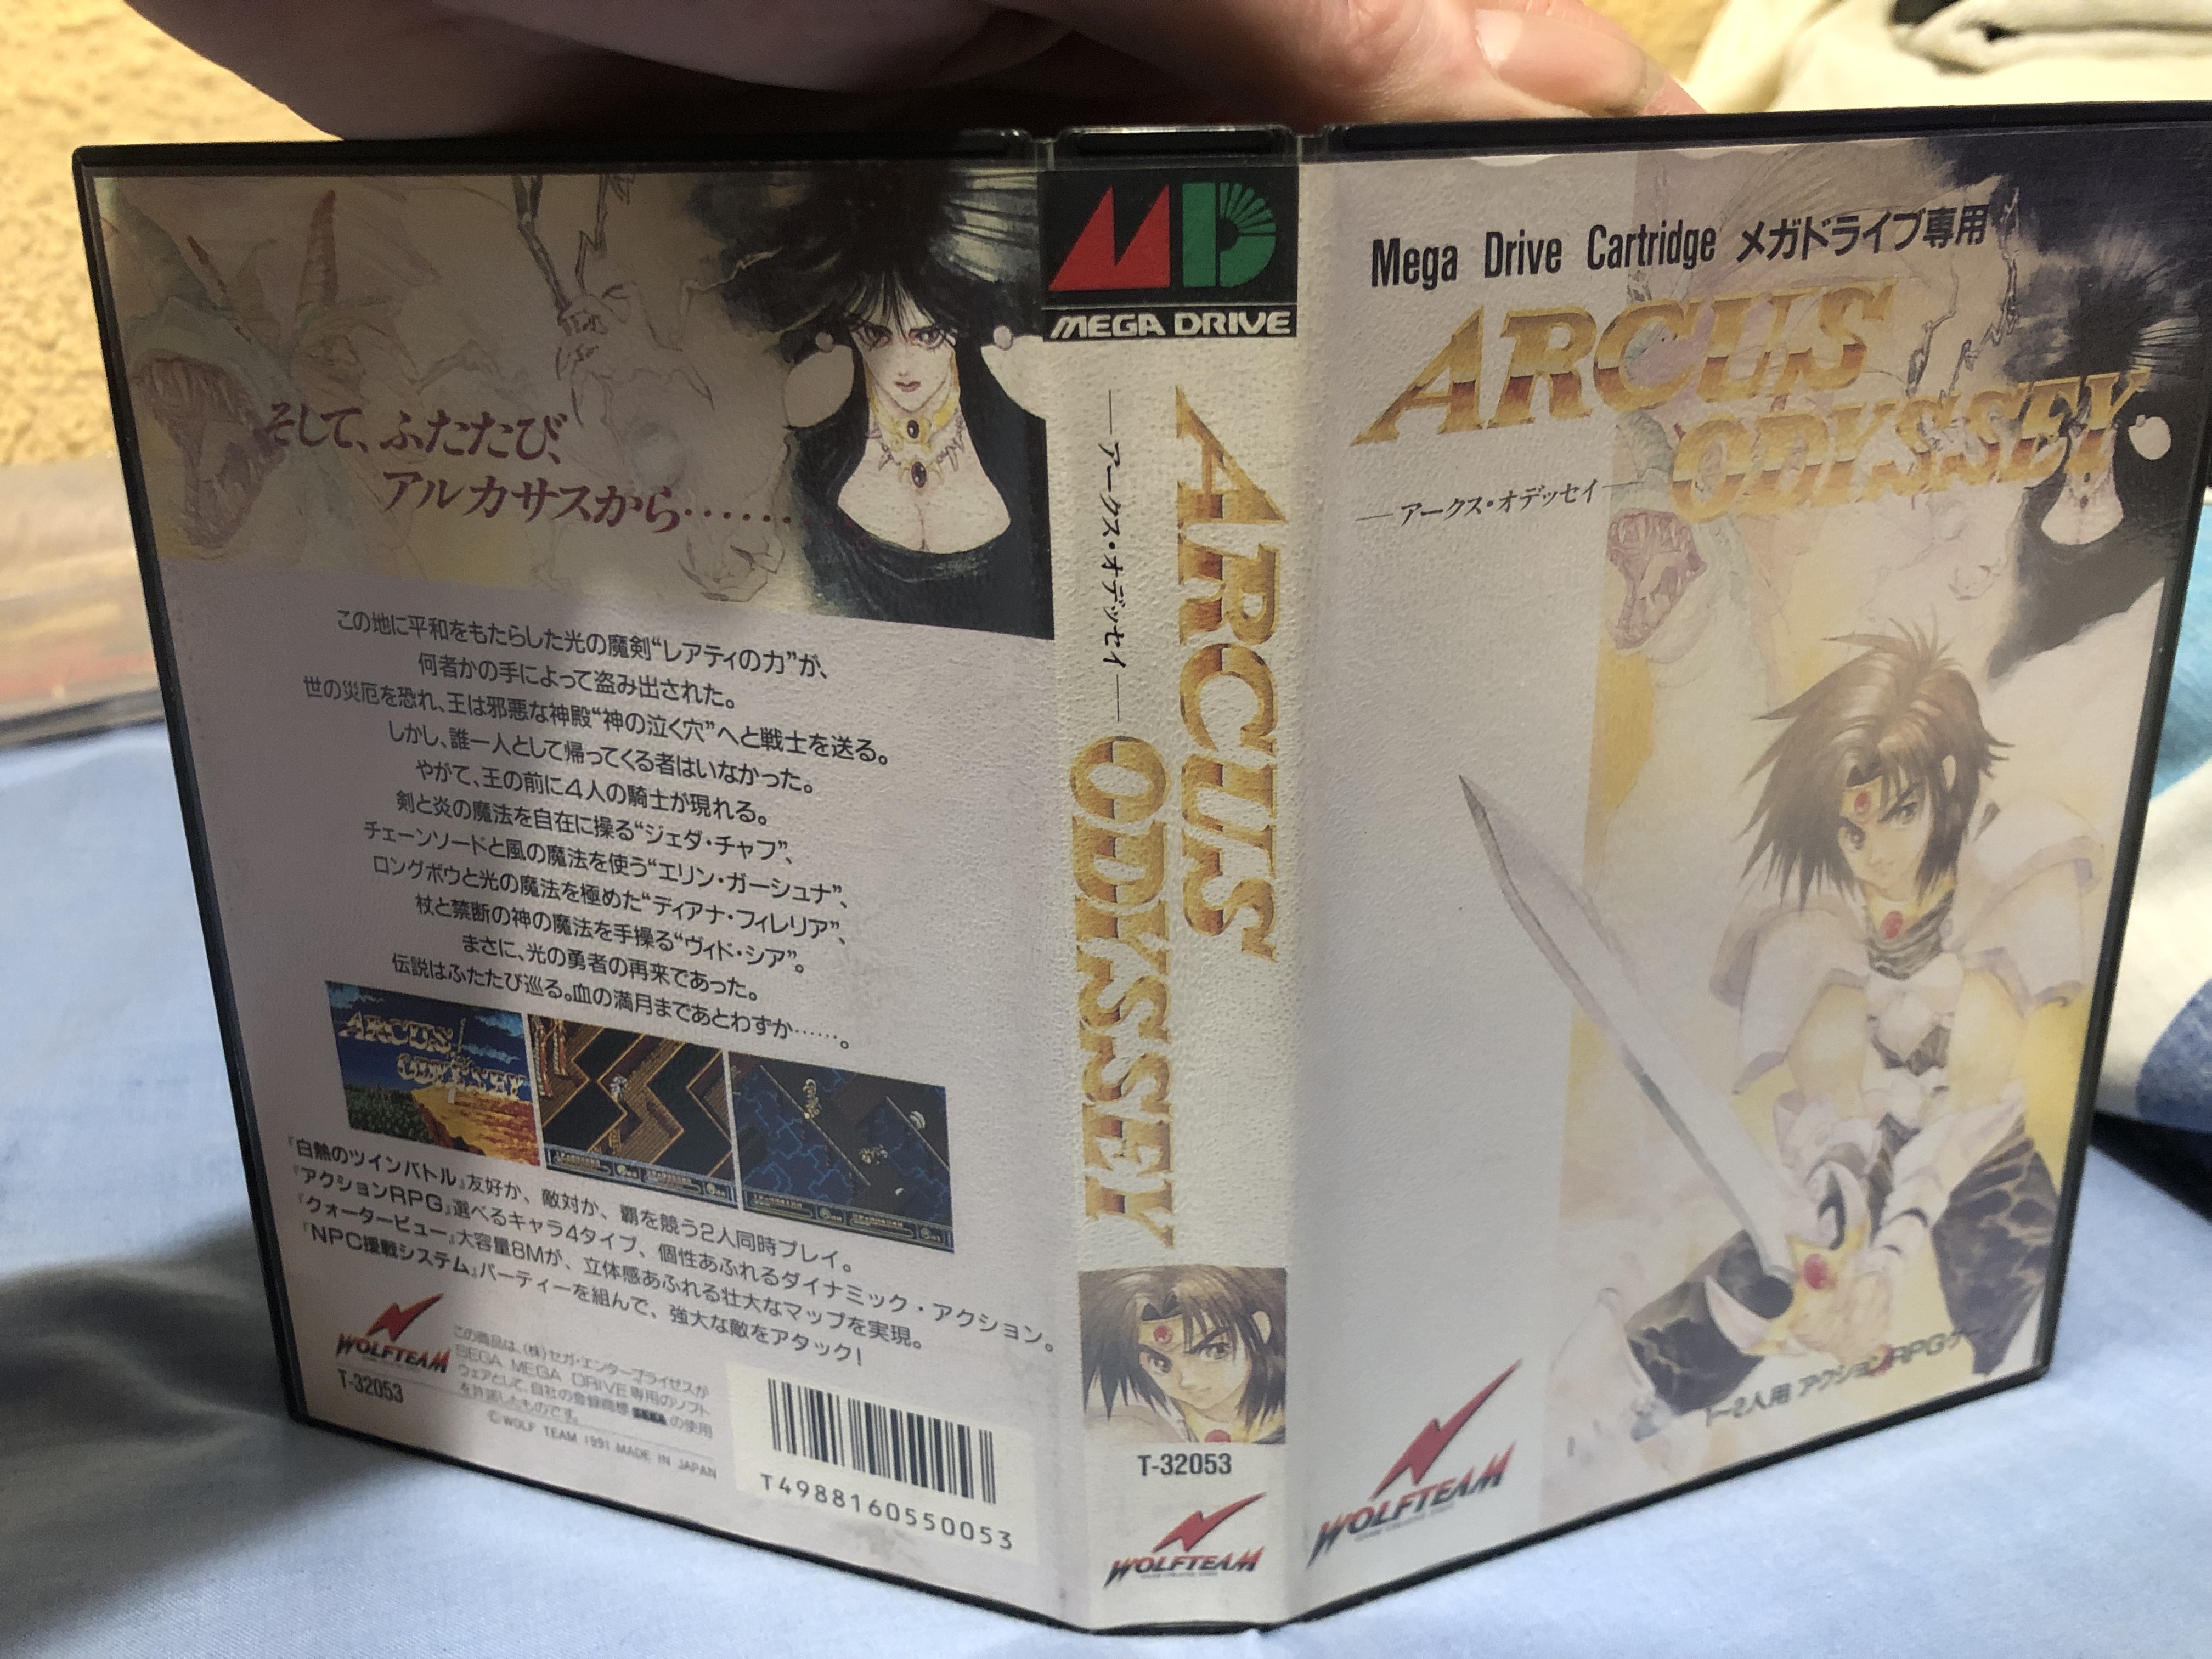 そして、ふたたび、
アルカサスから……
この地に平和をもたらした光の魔剣“レアティの力”が、
何者かの手によって盗み出された。
世の災厄を恐れ、王は邪悪な神殿“神の泣く穴”へと戦士を送る。
しかし、誰一人として帰ってくる者はいなかった。
やがて、王の前に4人の騎士が現れる。
剣と炎の魔法を自在に操る“ジェダ・チャフ”、
チェーンソードと風の魔法を使う“エリン・ガーシュナ”、
ロングボウと光の魔法を極めた“ディアナ・フィレリア”、
杖と禁断の神の魔法を手操る“ヴィド・シア”。
まさに、光の勇者の再来であった。
伝説はふたたび巡る。血の満月まであとわずか……。
ARCUS
ODYSSEY
『白熱のツインバトル』友好か、敵対か、覇を競う2人同時プレイ。
『アクションRPG』選べるキャラ4タイプ、個性あふれるダイナミック・アクション。
『クォータービュー』大容量8Mが、立体感あふれる壮大なマップを実現。
『NPC援戦システム』パーティーを組んで、強大な敵をアタック!
WOLFTEAM
T-32053
この商品は、(株)セガ・エンタープライゼスが
SEGA MEGA DRIVE専用のソフト
ウェアとして、自社の登録商標 SEGA の使用
を許諾したものです。
© WOLF TEAM 1991 MADE IN JAPAN
T4988160550053
MD
MEGA DRIVE
ARCUS
ODYSSEY
—アークス・オデッセイ—
T-32053
WOLFTEAM
Mega Drive Cartridge メガドライブ専用
ARCUS
ODYSSEY
—アークス・オデッセイ—
1〜2人用 アクションRPG
WOLFTEAM